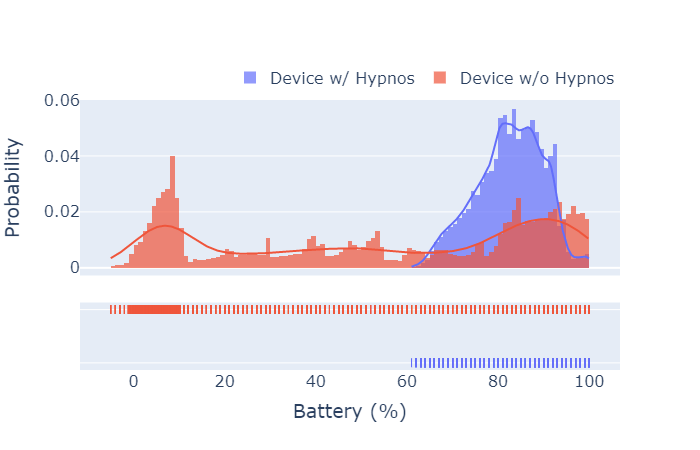 Device w/ Hypnos Device w/o Hypnos
0.06
0.04
0.02
0
Probability
0 20 40 60 80 100
Battery (%)